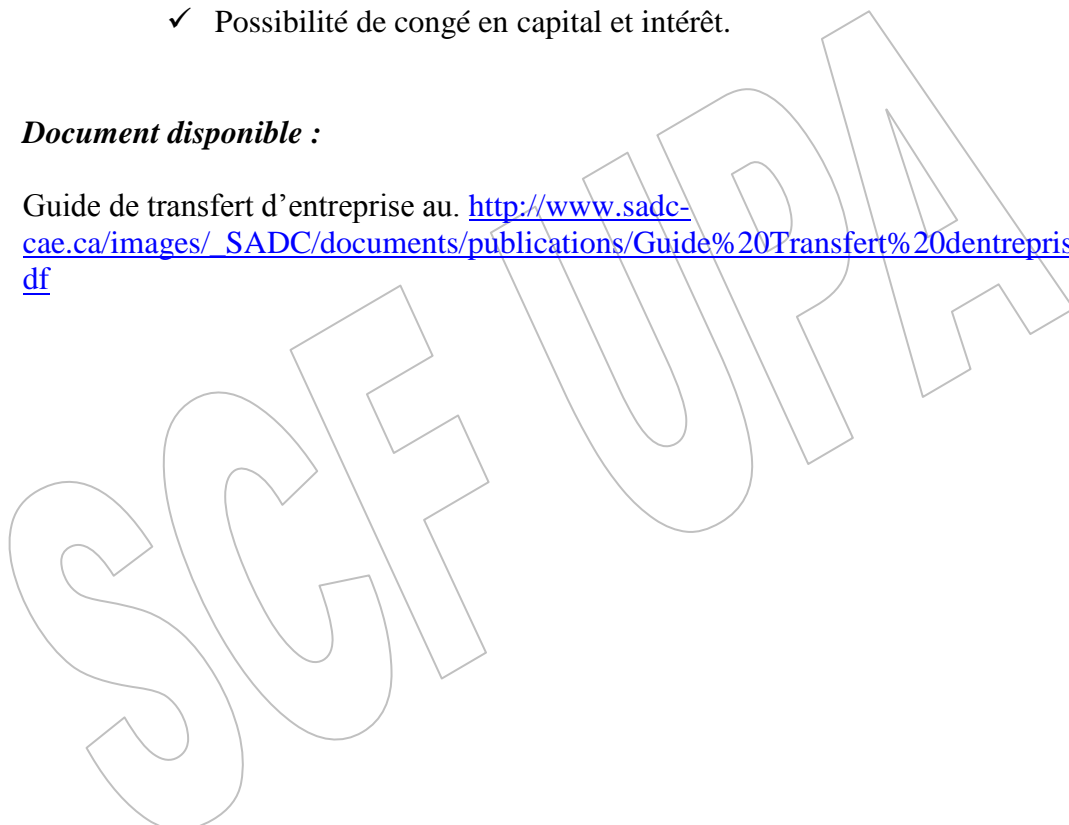 ✓ Possibilité de congé en capital et intérêt.
Document disponible :
Guide de transfert d’entreprise au. http://www.sadc-
cae.ca/images/_SADC/documents/publications/Guide%20Transfert%20dentrepris
df
SCF UPA